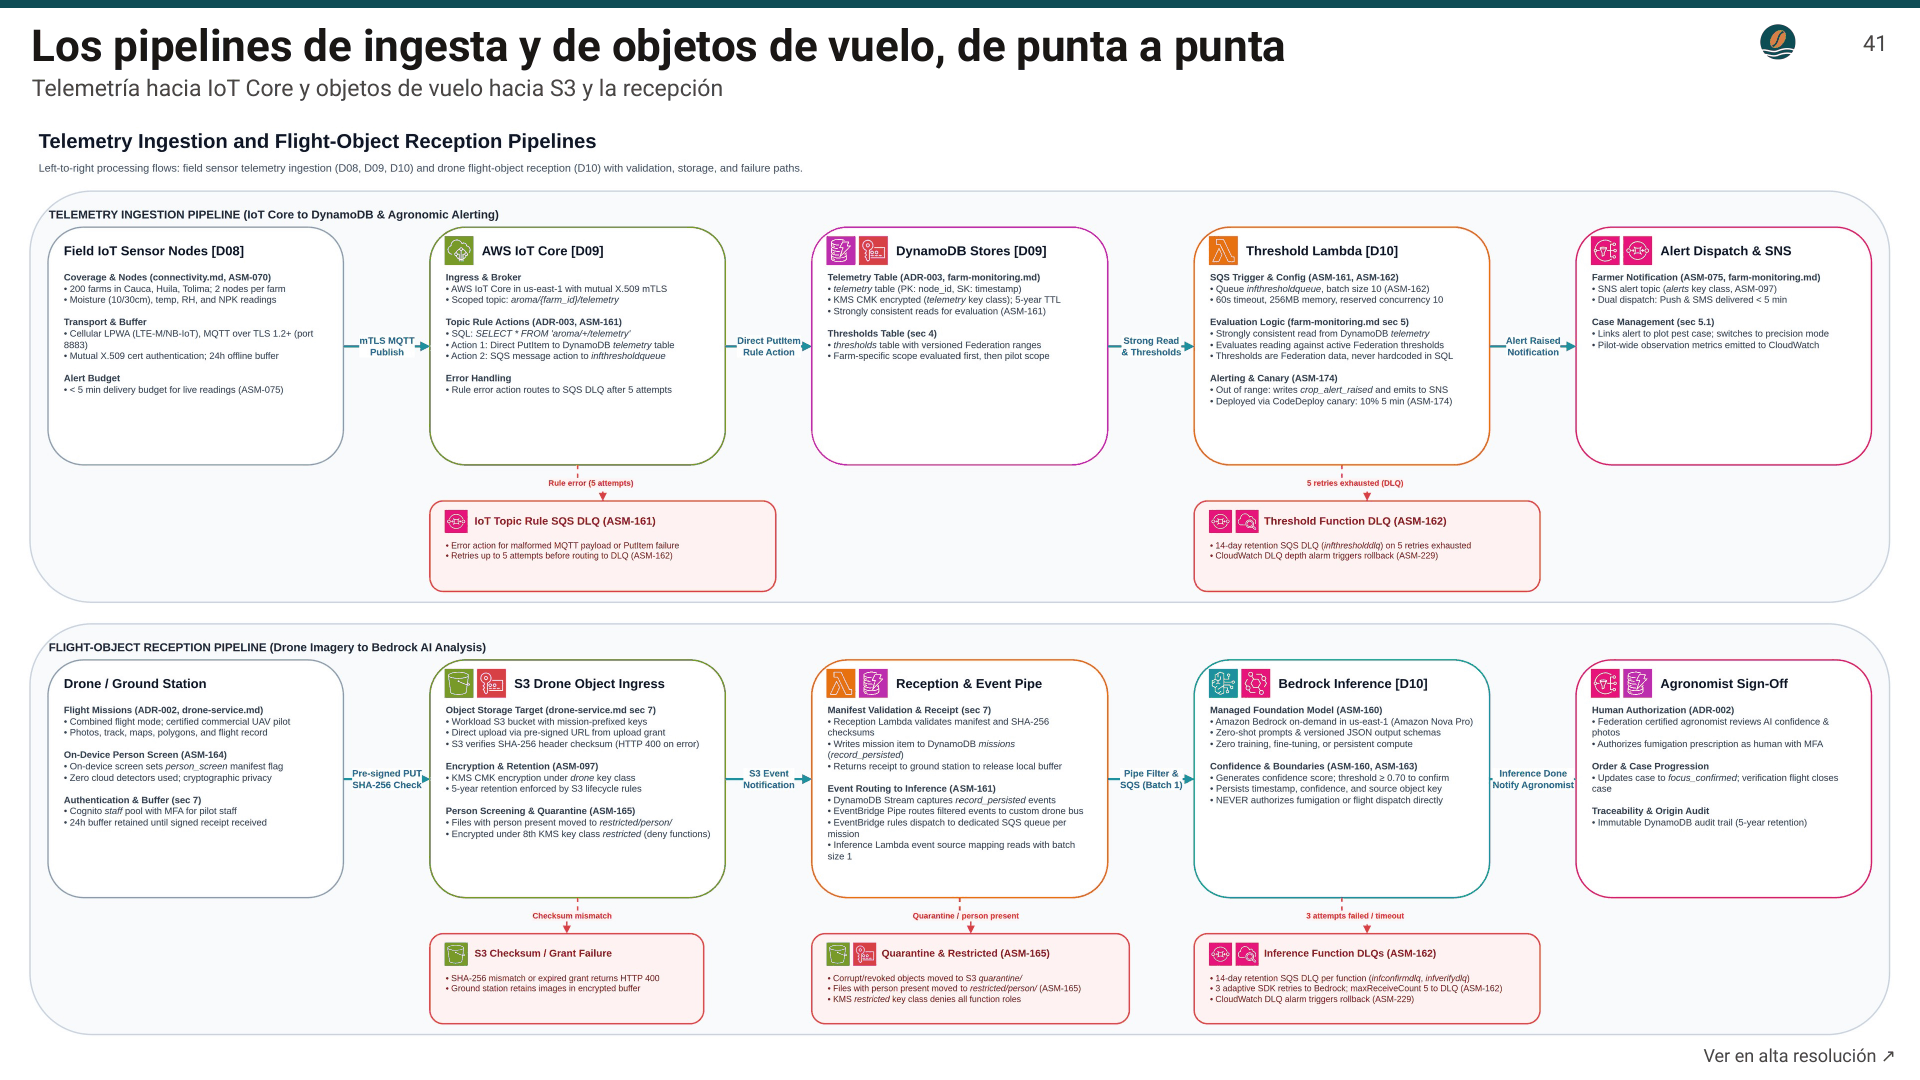 Los pipelines de ingesta y de objetos de vuelo, de punta a punta
41
Telemetría hacia IoT Core y objetos de vuelo hacia S3 y la recepción
Telemetry Ingestion and Flight-Object Reception Pipelines
Left-to-right processing flows: field sensor telemetry ingestion (D08, D09, D10) and drone flight-object reception (D10) with validation, storage, and failure paths.
TELEMETRY INGESTION PIPELINE (IoT Core to DynamoDB & Agronomic Alerting)
Field IoT Sensor Nodes [D08]
Coverage & Nodes (connectivity.md, ASM-070)
• 200 farms in Cauca, Huila, Tolima; 2 nodes per farm
• Moisture (10/30cm), temp, RH, and NPK readings
Transport & Buffer
• Cellular LPWA (LTE-M/NB-IoT), MQTT over TLS 1.2+ (port
8883)
• Mutual X.509 cert authentication; 24h offline buffer
Alert Budget
• < 5 min delivery budget for live readings (ASM-075)
mTLS MQTT
Publish
AWS IoT Core [D09]
Ingress & Broker
• AWS IoT Core in us-east-1 with mutual X.509 mTLS
• Scoped topic: aroma/{farm_id}/telemetry
Topic Rule Actions (ADR-003, ASM-161)
• SQL: SELECT * FROM 'aroma/+/telemetry'
• Action 1: Direct PutItem to DynamoDB telemetry table
• Action 2: SQS message action to infthresholdqueue
Error Handling
• Rule error action routes to SQS DLQ after 5 attempts
Direct PutItem
Rule Action
DynamoDB Stores [D09]
Telemetry Table (ADR-003, farm-monitoring.md)
• telemetry table (PK: node_id, SK: timestamp)
• KMS CMK encrypted (telemetry key class); 5-year TTL
• Strongly consistent reads for evaluation (ASM-161)
Thresholds Table (sec 4)
• thresholds table with versioned Federation ranges
• Farm-specific scope evaluated first, then pilot scope
Strong Read
& Thresholds
Threshold Lambda [D10]
SQS Trigger & Config (ASM-161, ASM-162)
• Queue infthresholdqueue, batch size 10 (ASM-162)
• 60s timeout, 256MB memory, reserved concurrency 10
Evaluation Logic (farm-monitoring.md sec 5)
• Strongly consistent read from DynamoDB telemetry
• Evaluates reading against active Federation thresholds
• Thresholds are Federation data, never hardcoded in SQL
Alerting & Canary (ASM-174)
• Out of range: writes crop_alert_raised and emits to SNS
• Deployed via CodeDeploy canary: 10% 5 min (ASM-174)
Alert Raised
Notification
Alert Dispatch & SNS
Farmer Notification (ASM-075, farm-monitoring.md)
• SNS alert topic (alerts key class, ASM-097)
• Dual dispatch: Push & SMS delivered < 5 min
Case Management (sec 5.1)
• Links alert to plot pest case; switches to precision mode
• Pilot-wide observation metrics emitted to CloudWatch
Rule error (5 attempts)
IoT Topic Rule SQS DLQ (ASM-161)
• Error action for malformed MQTT payload or PutItem failure
• Retries up to 5 attempts before routing to DLQ (ASM-162)
5 retries exhausted (DLQ)
Threshold Function DLQ (ASM-162)
• 14-day retention SQS DLQ (infthresholddlq) on 5 retries exhausted
• CloudWatch DLQ depth alarm triggers rollback (ASM-229)
FLIGHT-OBJECT RECEPTION PIPELINE (Drone Imagery to Bedrock AI Analysis)
Drone / Ground Station
Flight Missions (ADR-002, drone-service.md)
• Combined flight mode; certified commercial UAV pilot
• Photos, track, maps, polygons, and flight record
On-Device Person Screen (ASM-164)
• On-device screen sets person_screen manifest flag
• Zero cloud detectors used; cryptographic privacy
Authentication & Buffer (sec 7)
• Cognito staff pool with MFA for pilot staff
• 24h buffer retained until signed receipt received
Pre-signed PUT
SHA-256 Check
S3 Drone Object Ingress
Object Storage Target (drone-service.md sec 7)
• Workload S3 bucket with mission-prefixed keys
• Direct upload via pre-signed URL from upload grant
• S3 verifies SHA-256 header checksum (HTTP 400 on error)
Encryption & Retention (ASM-097)
• KMS CMK encryption under drone key class
• 5-year retention enforced by S3 lifecycle rules
Person Screening & Quarantine (ASM-165)
• Files with person present moved to restricted/person/
• Encrypted under 8th KMS key class restricted (deny functions)
S3 Event
Notification
Reception & Event Pipe
Manifest Validation & Receipt (sec 7)
• Reception Lambda validates manifest and SHA-256
checksums
• Writes mission item to DynamoDB missions
(record_persisted)
• Returns receipt to ground station to release local buffer
Event Routing to Inference (ASM-161)
• DynamoDB Stream captures record_persisted events
• EventBridge Pipe routes filtered events to custom drone bus
• EventBridge rules dispatch to dedicated SQS queue per
mission
• Inference Lambda event source mapping reads with batch
size 1
Pipe Filter &
SQS (Batch 1)
Bedrock Inference [D10]
Managed Foundation Model (ASM-160)
• Amazon Bedrock on-demand in us-east-1 (Amazon Nova Pro)
• Zero-shot prompts & versioned JSON output schemas
• Zero training, fine-tuning, or persistent compute
Confidence & Boundaries (ASM-160, ASM-163)
• Generates confidence score; threshold ≥ 0.70 to confirm
• Persists timestamp, confidence, and source object key
• NEVER authorizes fumigation or flight dispatch directly
Inference Done
Notify Agronomist
Agronomist Sign-Off
Human Authorization (ADR-002)
• Federation certified agronomist reviews AI confidence &
photos
• Authorizes fumigation prescription as human with MFA
Order & Case Progression
• Updates case to focus_confirmed; verification flight closes
case
Traceability & Origin Audit
• Immutable DynamoDB audit trail (5-year retention)
Checksum mismatch
S3 Checksum / Grant Failure
• SHA-256 mismatch or expired grant returns HTTP 400
• Ground station retains images in encrypted buffer
Quarantine / person present
Quarantine & Restricted (ASM-165)
• Corrupt/revoked objects moved to S3 quarantine/
• Files with person present moved to restricted/person/ (ASM-165)
• KMS restricted key class denies all function roles
3 attempts failed / timeout
Inference Function DLQs (ASM-162)
• 14-day retention SQS DLQ per function (infconfirmdlq, infverifydlq)
• 3 adaptive SDK retries to Bedrock; maxReceiveCount 5 to DLQ (ASM-162)
• CloudWatch DLQ alarm triggers rollback (ASM-229)
Ver en alta resolución ↗